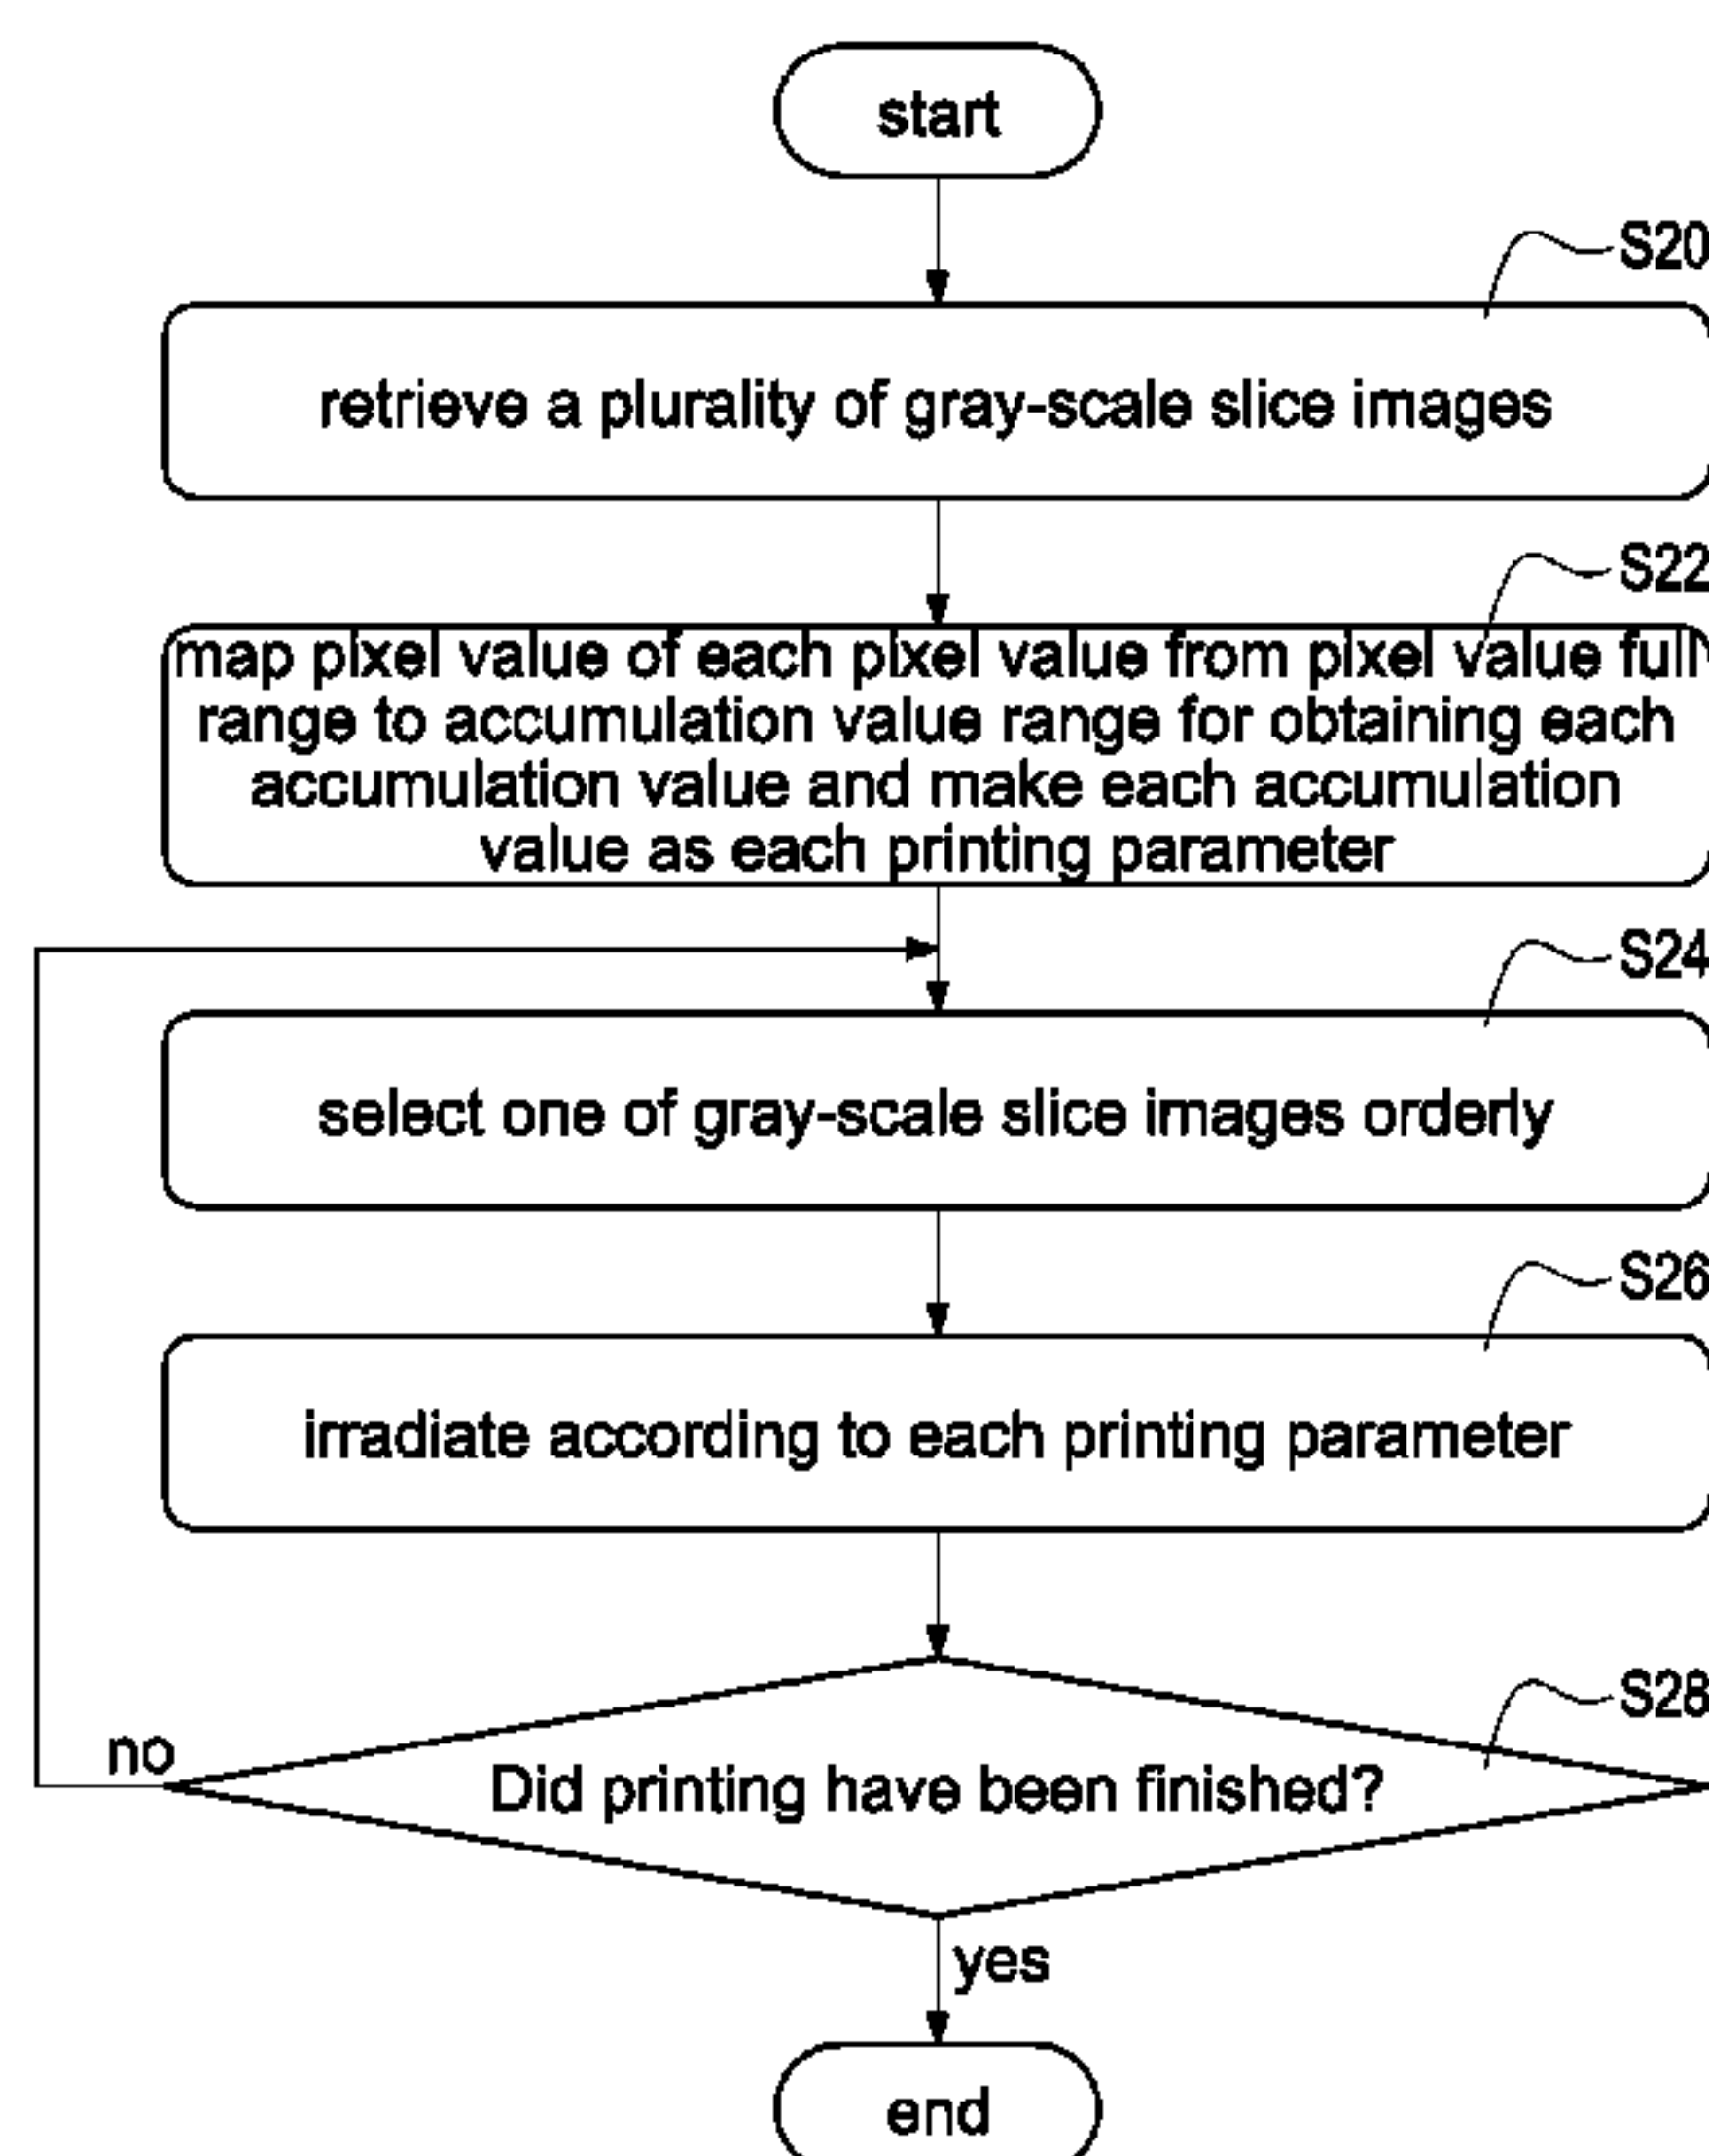 start
S20
retrieve a plurality of gray-scale slice images
S22
map pixel value of each pixel value from pixel value full
range to accumulation value range for obtaining each
accumulation value and make each accumulation
value as each printing parameter
S24
select one of gray-scale slice images orderly
S26
irradiate according to each printing parameter
S28
no
Did printing have been finished?
yes
end